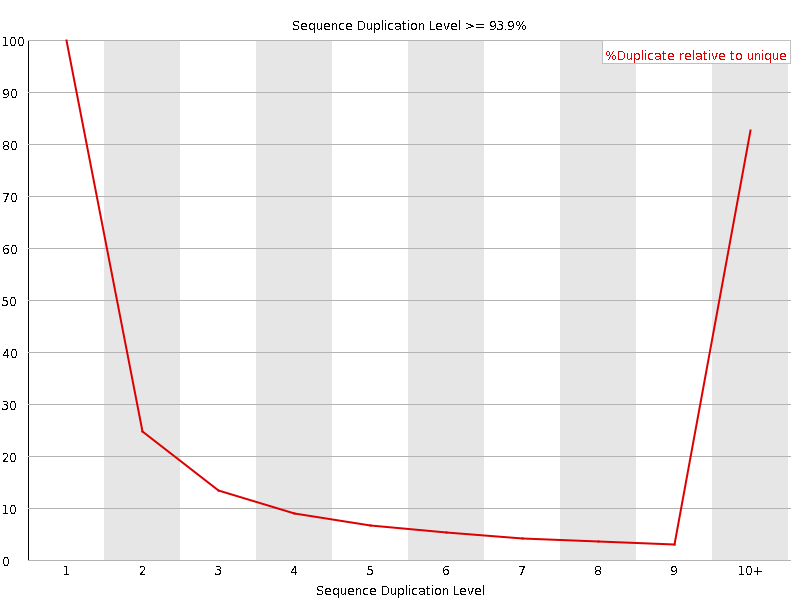 Sequence Duplication Level >= 93.9%
%Duplicate relative to unique
100
90
80
70
60
50
40
30
20
10
0
1 2 3 4 5 6 7 8 9 10+
Sequence Duplication Level